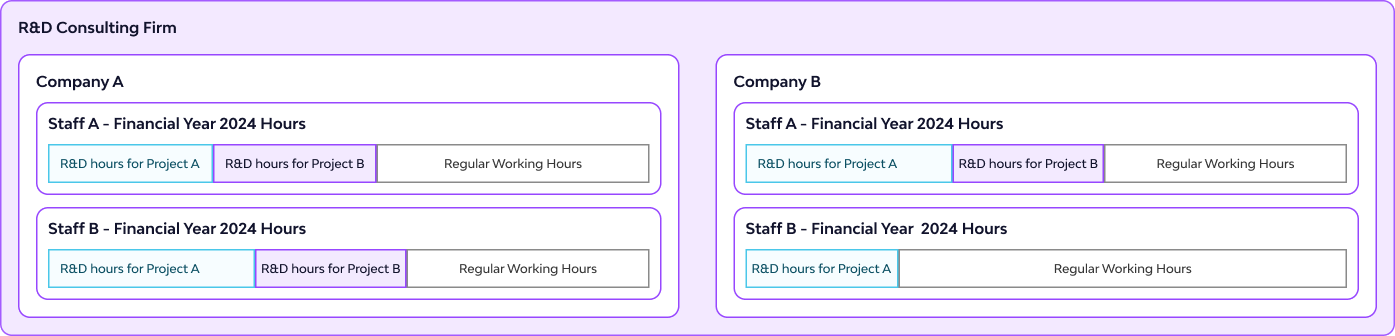 R&D Consulting Firm
Company A
Staff A - Financial Year 2024 Hours
R&D hours for Project A
R&D hours for Project B
Regular Working Hours
Staff B - Financial Year 2024 Hours
R&D hours for Project A
R&D hours for Project B
Regular Working Hours
Company B
Staff A - Financial Year 2024 Hours
R&D hours for Project A
R&D hours for Project B
Regular Working Hours
Staff B - Financial Year  2024 Hours
R&D hours for Project A
Regular Working Hours